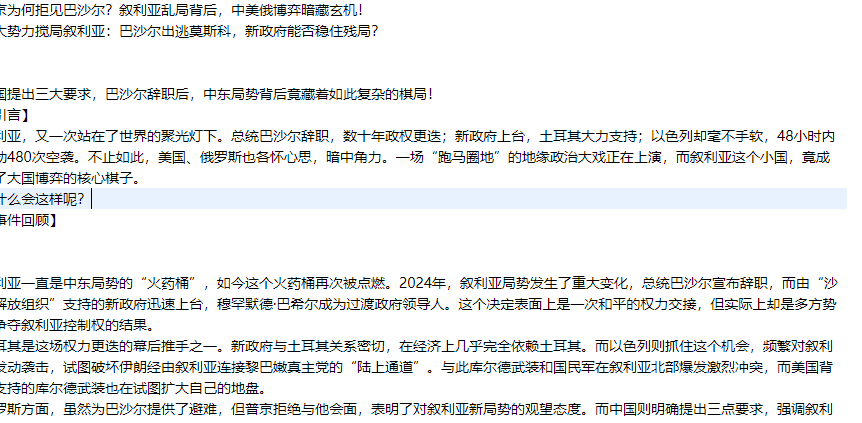 京为何拒见巴沙尔？叙利亚乱局背后，中美俄博弈暗藏玄机！
大势力搅局叙利亚：巴沙尔出逃莫斯科，新政府能否稳住残局？
国提出三大要求，巴沙尔辞职后，中东局势背后竟藏着如此复杂的棋局！
引言】
利亚，又一次站在了世界的聚光灯下。总统巴沙尔辞职，数十年政权更迭；新政府上台，土耳其大力支持；以色列却毫不手软，48小时内
动480次空袭。不止如此，美国、俄罗斯也各怀心思，暗中角力。一场“跑马圈地”的地缘政治大戏正在上演，而叙利亚这个小国，竟成
了大国博弈的核心棋子。
什么会这样呢？
事件回顾】
利亚一直是中东局势的“火药桶”，如今这个火药桶再次被点燃。2024年，叙利亚局势发生了重大变化，总统巴沙尔宣布辞职，而由“沙
解放组织”支持的新政府迅速上台，穆罕默德·巴希尔成为过渡政府领导人。这个决定表面上是一次和平的权力交接，但实际上却是多方势
争夺叙利亚控制权的结果。
耳其是这场权力更迭的幕后推手之一。新政府与土耳其关系密切，在经济上几乎完全依赖土耳其。而以色列则抓住这个机会，频繁对叙利
发动袭击，试图破坏伊朗经由叙利亚连接黎巴嫩真主党的“陆上通道”。与此库尔德武装和国民军在叙利亚北部爆发激烈冲突，而美国背
支持的库尔德武装也在试图扩大自己的地盘。
罗斯方面，虽然为巴沙尔提供了避难，但普京拒绝与他会面，表明了对叙利亚新局势的观望态度。而中国则明确提出三点要求，强调叙利